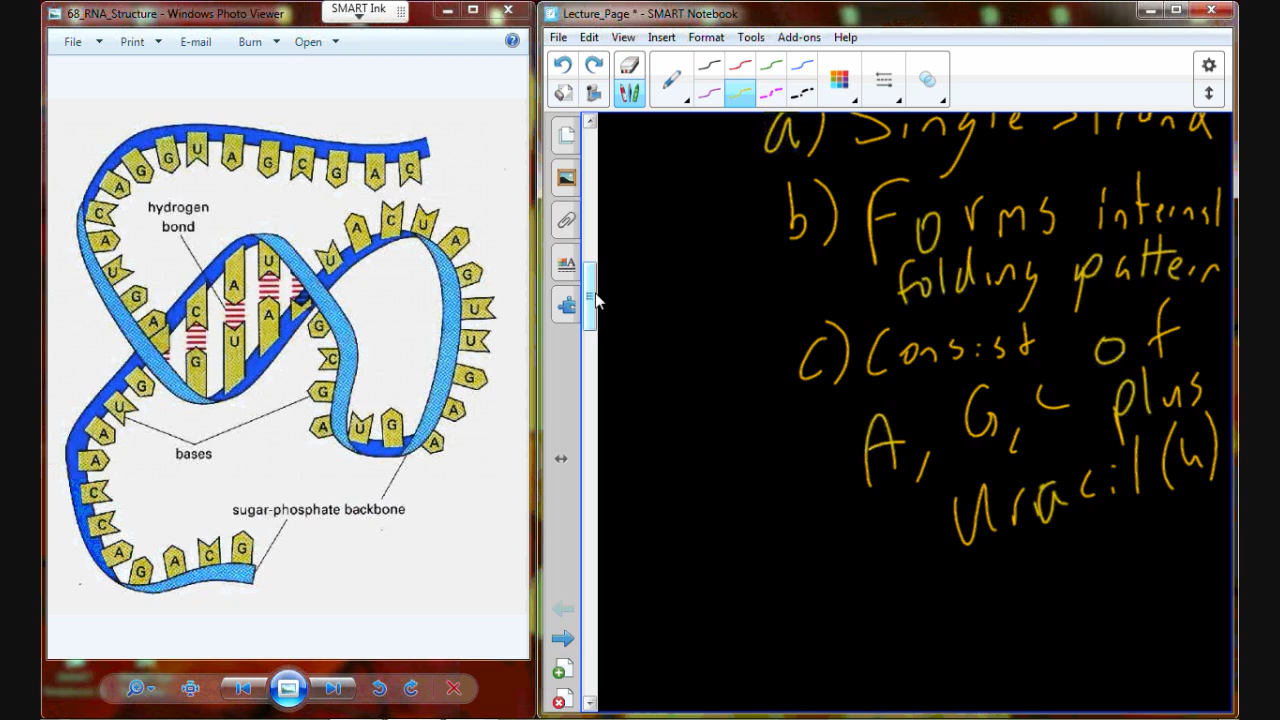 68_RNA_Structure - Windows Photo Viewer
SMART Ink
File Print E-mail Burn Open
hydrogen
bond
bases
sugar-phosphate backbone
C A G C G A U G G A C A U G A
U A C U A G U U G A A G U A G C G
C G A U U A
G U A A C C A G A C G
Lecture_Page * - SMART Notebook
File Edit View Insert Format Tools Add-ons Help
a) Single strand
b) Forms internal
folding pattern
c) Consist of
A, G, C plus
Uracil (u)